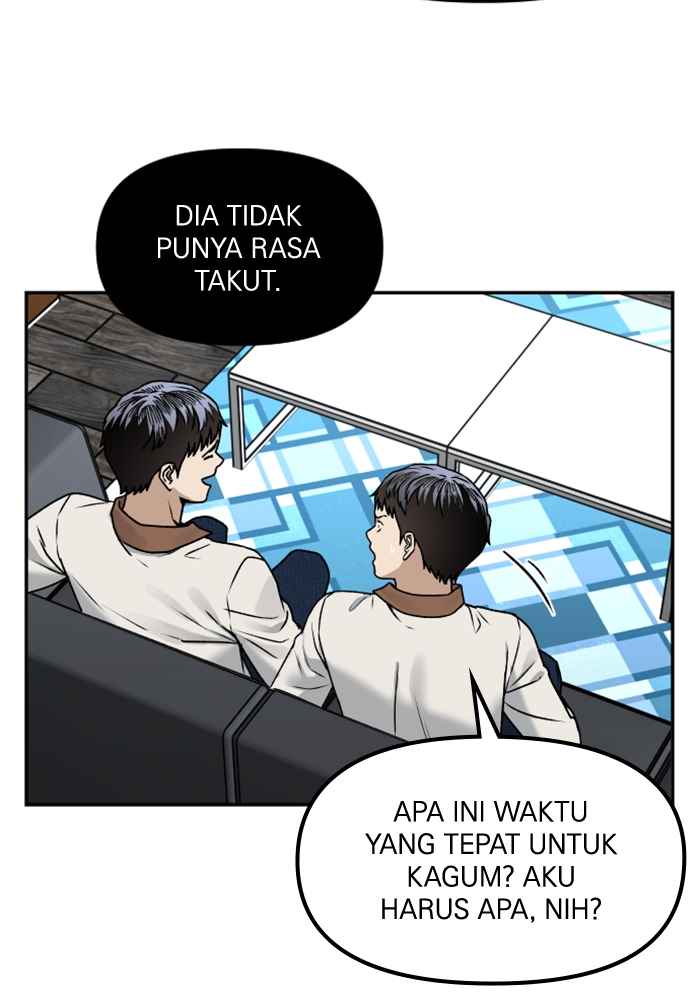 DIA TIDAK
PUNYA RASA
TAKUT.
APA INI WAKTU
YANG TEPAT UNTUK
KAGUM? AKU
HARUS APA, NIH?